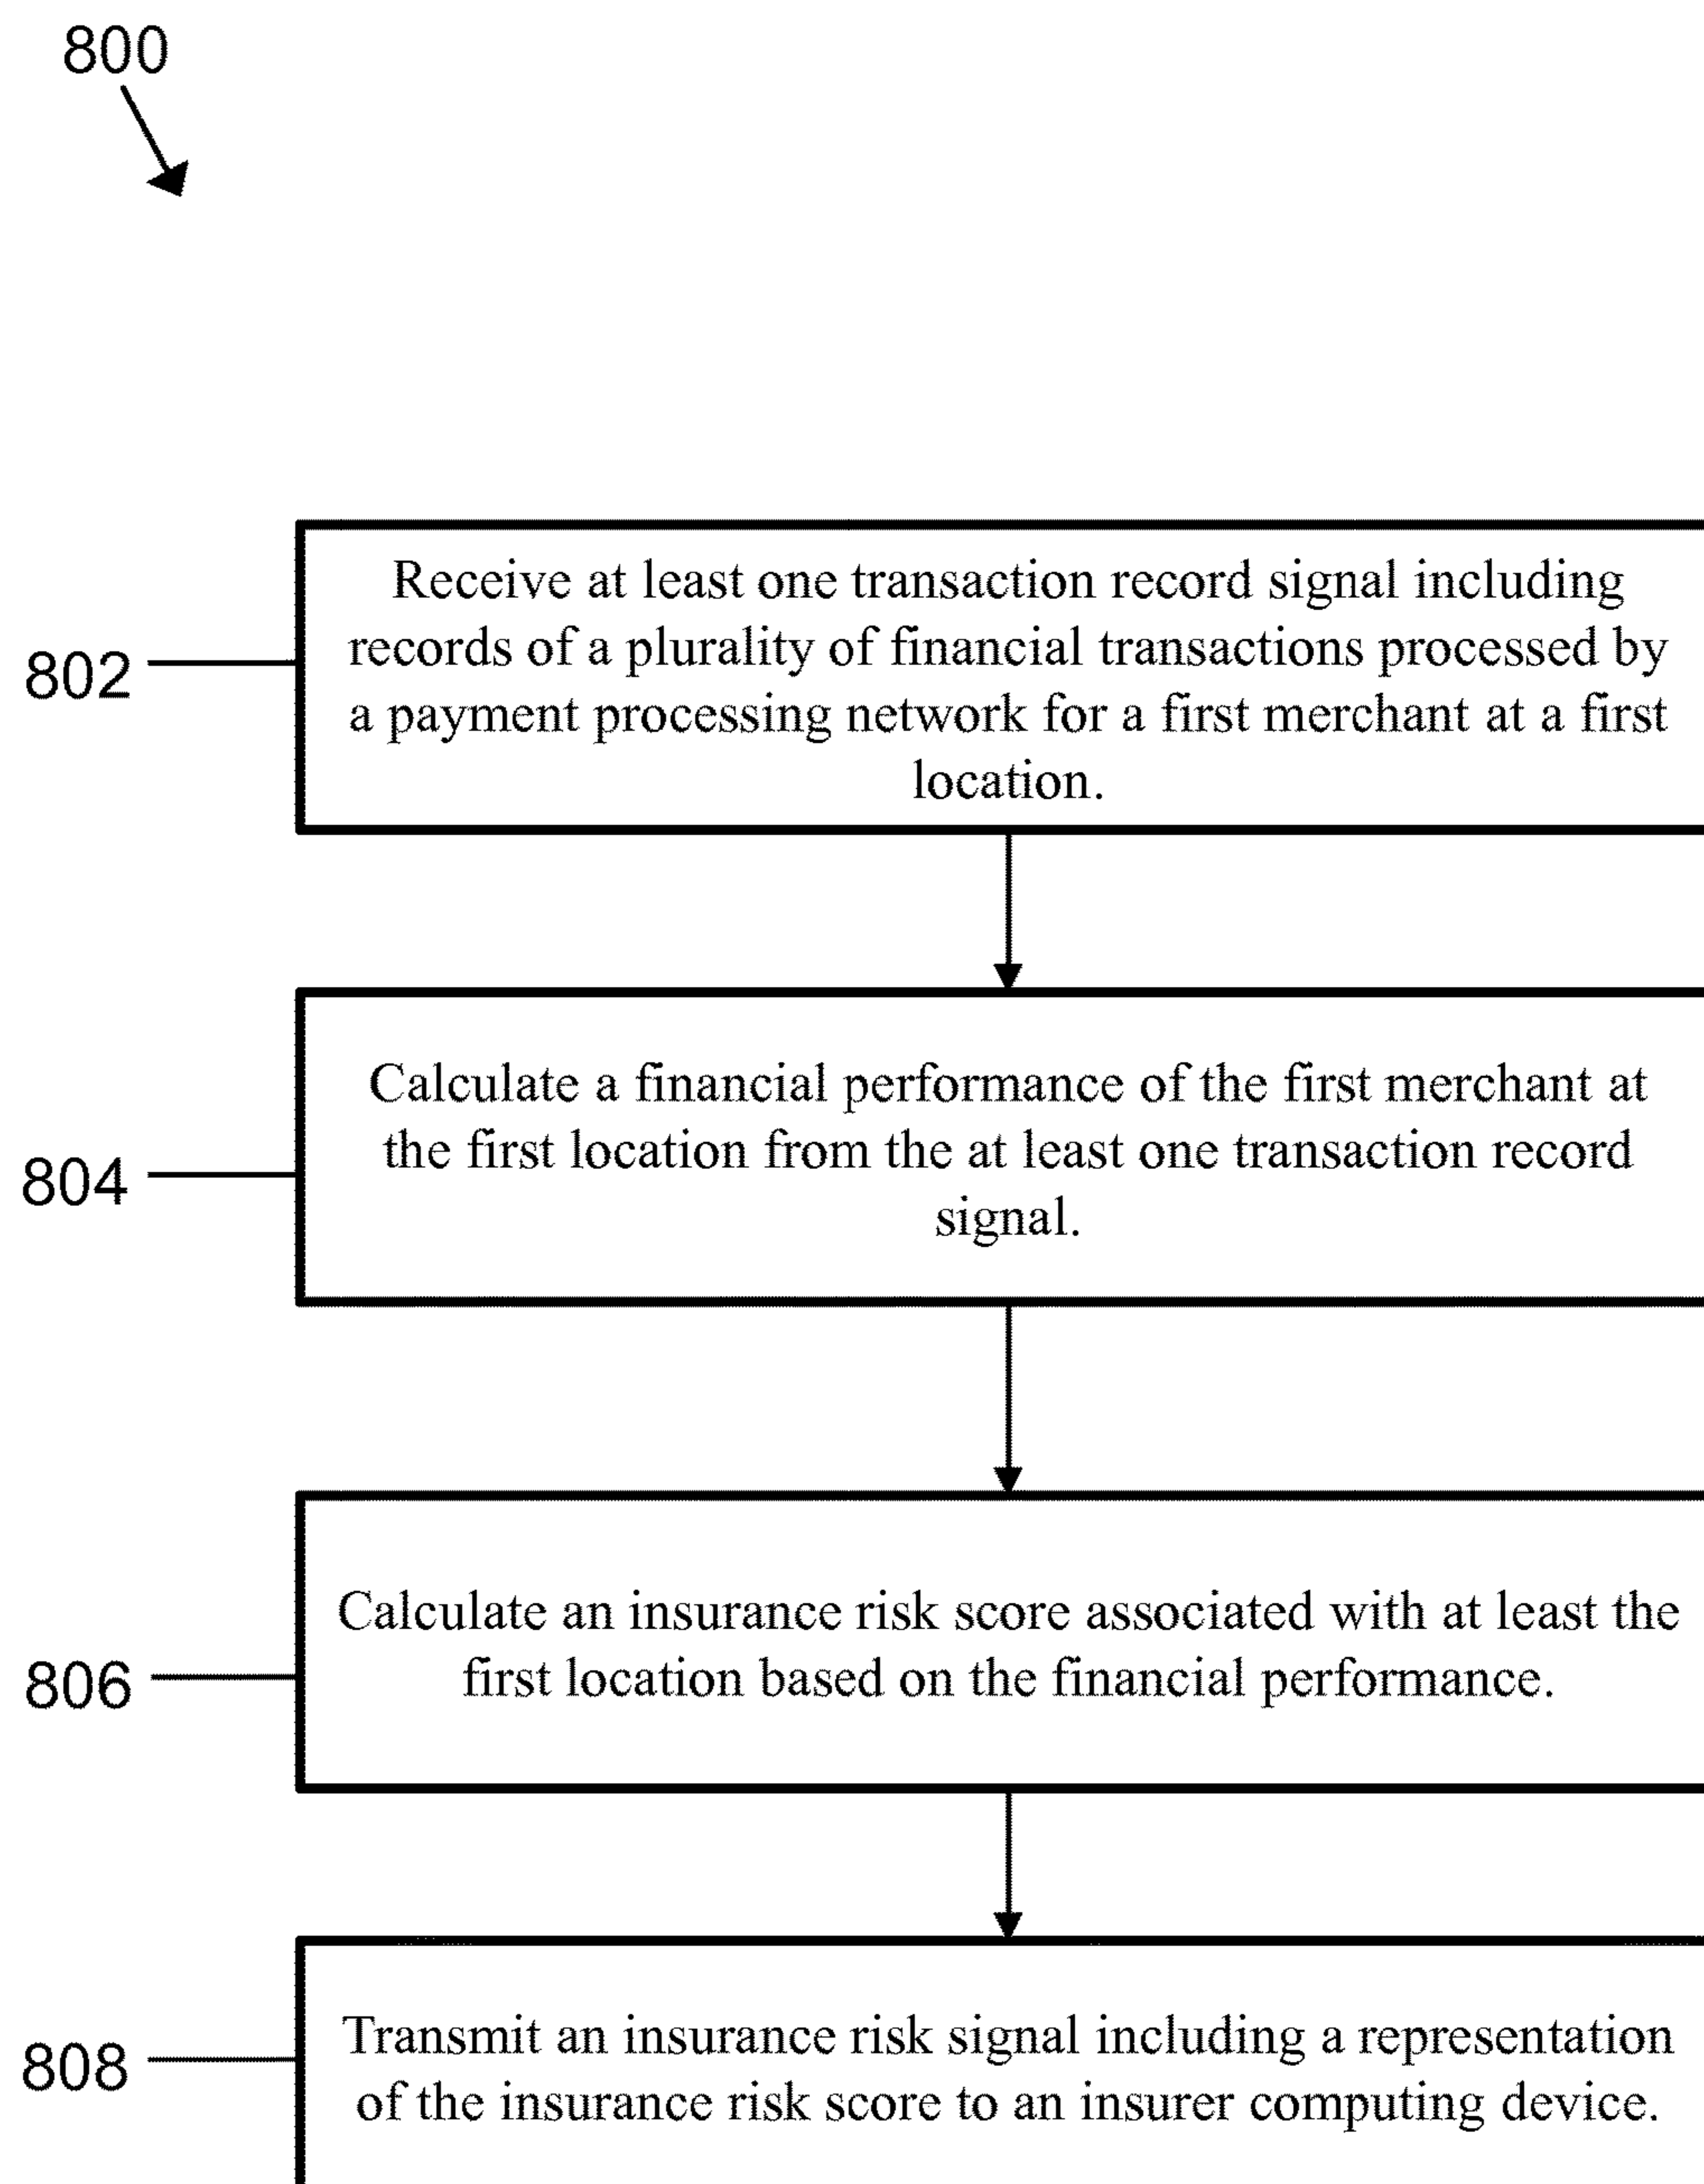 800
802
Receive at least one transaction record signal including
records of a plurality of financial transactions processed by
a payment processing network for a first merchant at a first
location.
804
Calculate a financial performance of the first merchant at
the first location from the at least one transaction record
signal.
806
Calculate an insurance risk score associated with at least the
first location based on the financial performance.
808
Transmit an insurance risk signal including a representation
of the insurance risk score to an insurer computing device.